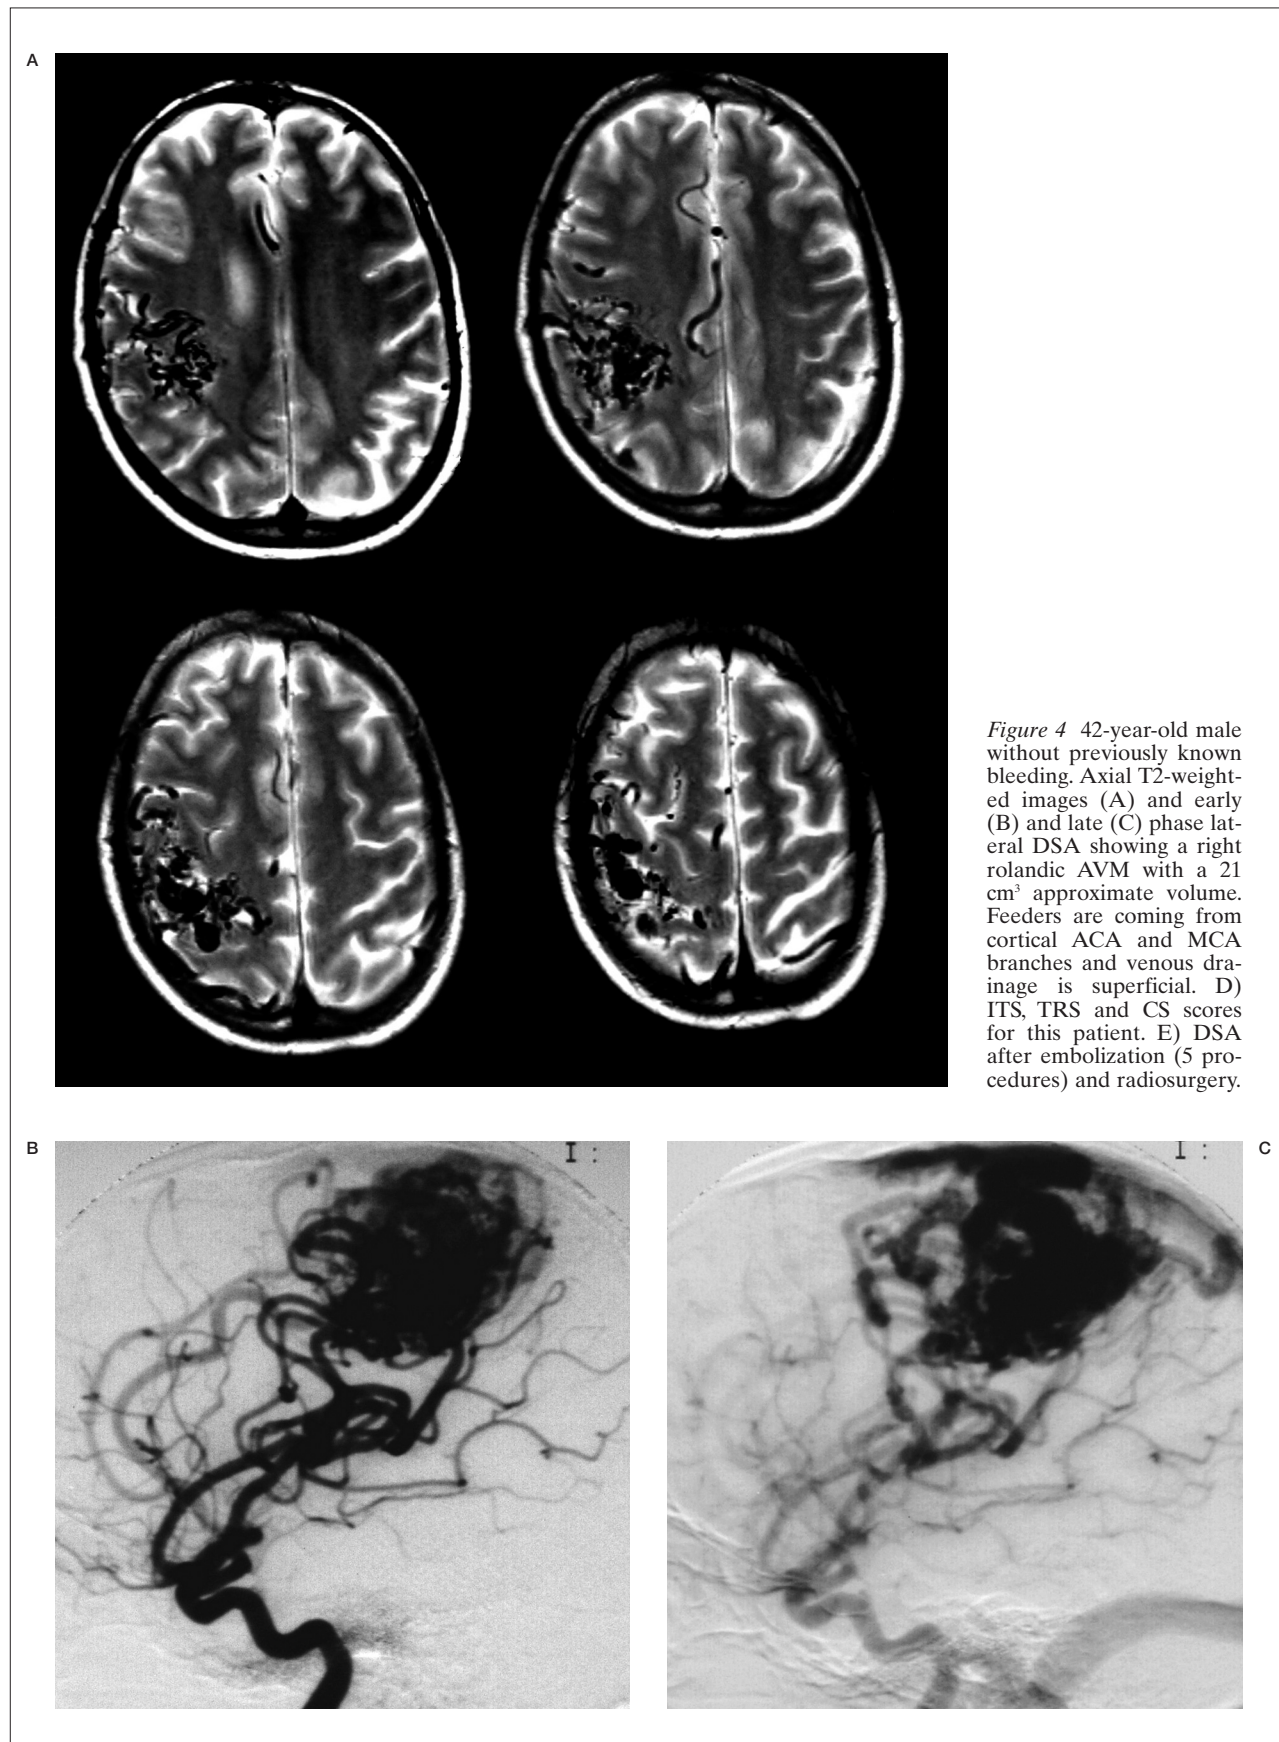 A
Figure 4 42-year-old male
without previously known
bleeding. Axial T2-weight-
ed images (A) and early
(B) and late (C) phase lat-
eral DSA showing a right
rolandic AVM with a 21
cm³ approximate volume.
Feeders are coming from
cortical ACA and MCA
branches and venous dra-
inage is superficial. D)
ITS, TRS and CS scores
for this patient. E) DSA
after embolization (5 pro-
cedures) and radiosurgery.
B
I :
I :
C